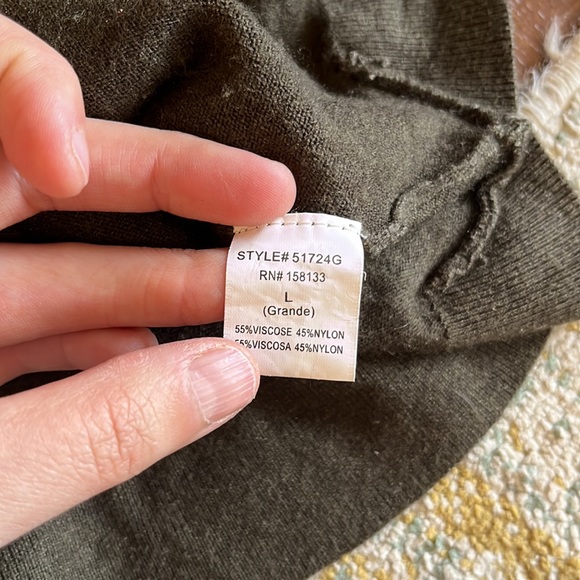 STYLE# 51724G
RN# 158133
L
(Grande)
55%VISCOSE 45%NYLON
55%VISCOSA 45%NYLON